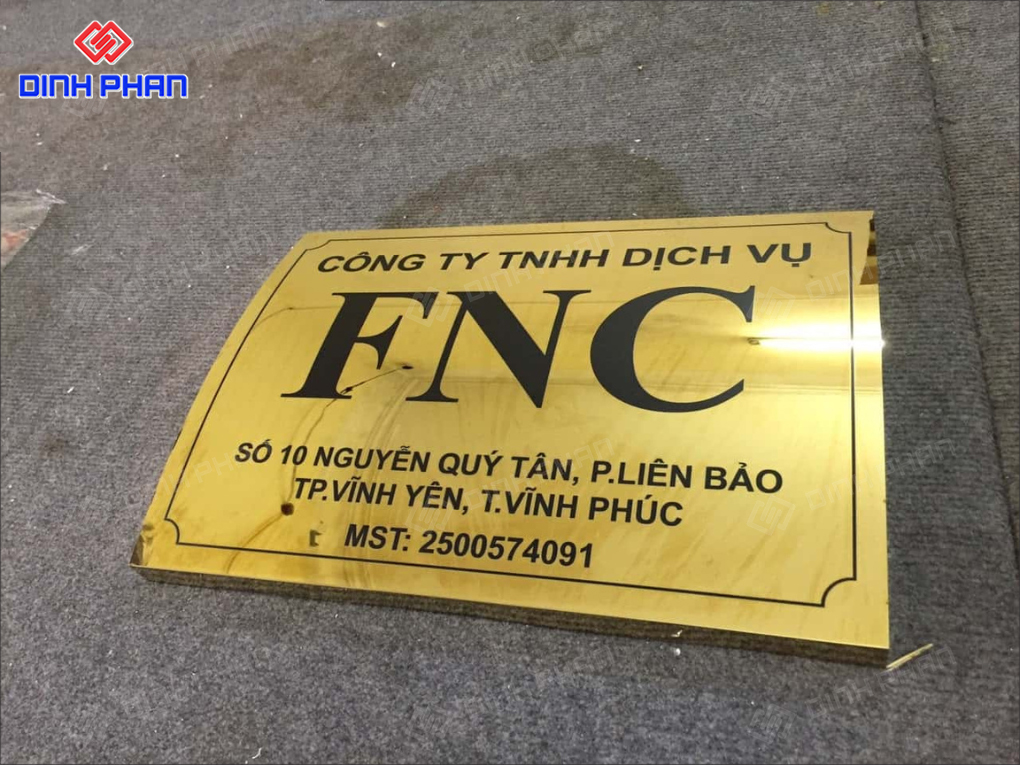 DINH PHAN
CÔNG TY TNHH DỊCH VỤ
FNC
SỐ 10 NGUYỄN QUÝ TÂN, P.LIÊN BẢO
TP.VĨNH YÊN, T.VĨNH PHÚC
MST: 2500574091